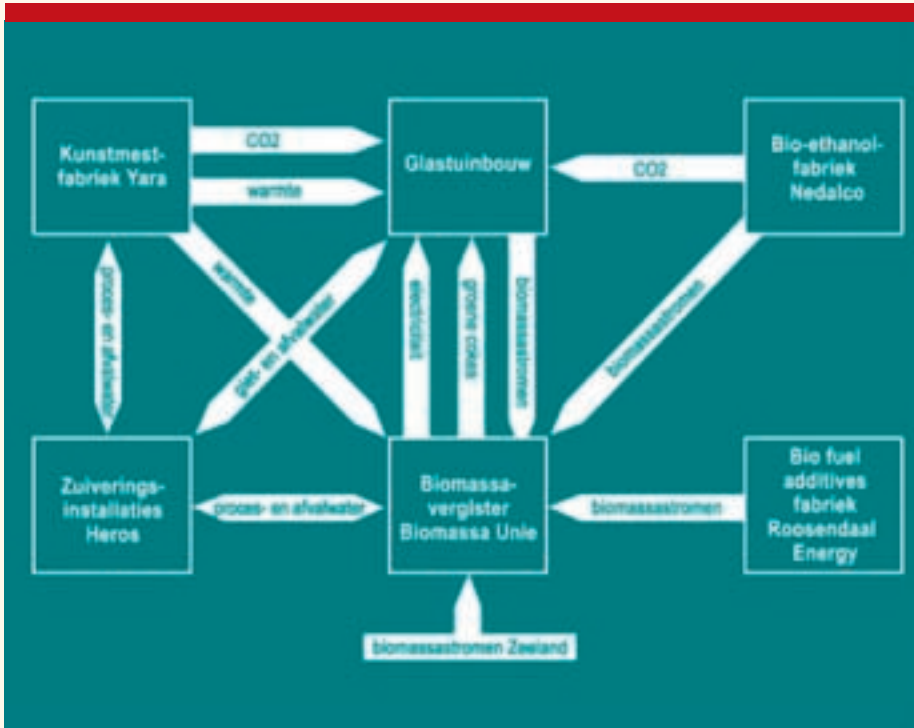 Kunstmest-
fabriek Yara
CO2
Glastuinbouw
CO2
Bio-ethanol-
fabriek
Nedalco
warmte
warmte
proces- en afvalwater
giet- en afvalwater
electriciteit
groene cokes
biomassastromen
biomassastromen
Zuiverings-
installaties
Heros
proces- en afvalwater
Biomassa-
vergister
Biomassa Unie
biomassastromen
Bio fuel
additives
fabriek
Roosendaal
Energy
biomassastromen Zeeland